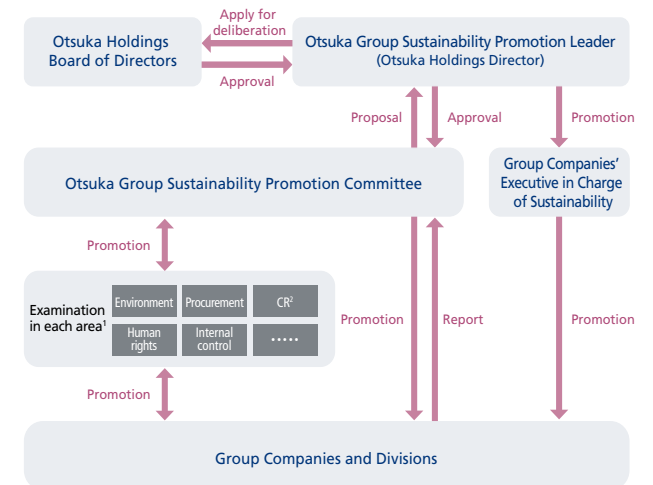 Apply for
deliberation
Otsuka Holdings
Board of Directors
Otsuka Group Sustainability Promotion Leader
(Otsuka Holdings Director)
Approval
Proposal
Approval
Promotion
Otsuka Group Sustainability Promotion Committee
Group Companies’
Executive in Charge
of Sustainability
Promotion
Examination
in each area¹
Environment
Procurement
CR²
Human
rights
Internal
control
.....
Promotion
Report
Promotion
Promotion
Group Companies and Divisions